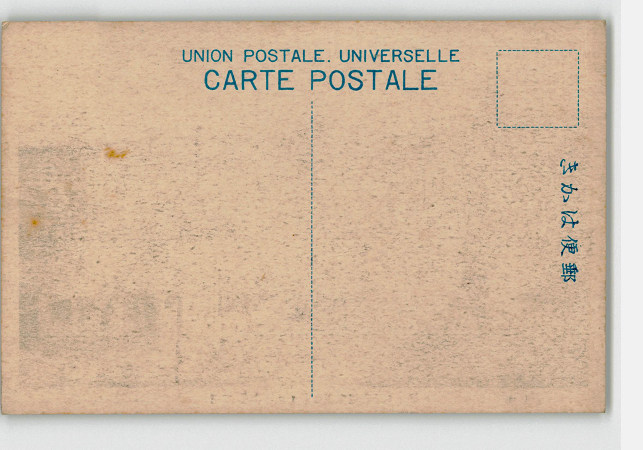 UNION POSTALE. UNIVERSELLE
CARTE POSTALE
きかは便郵